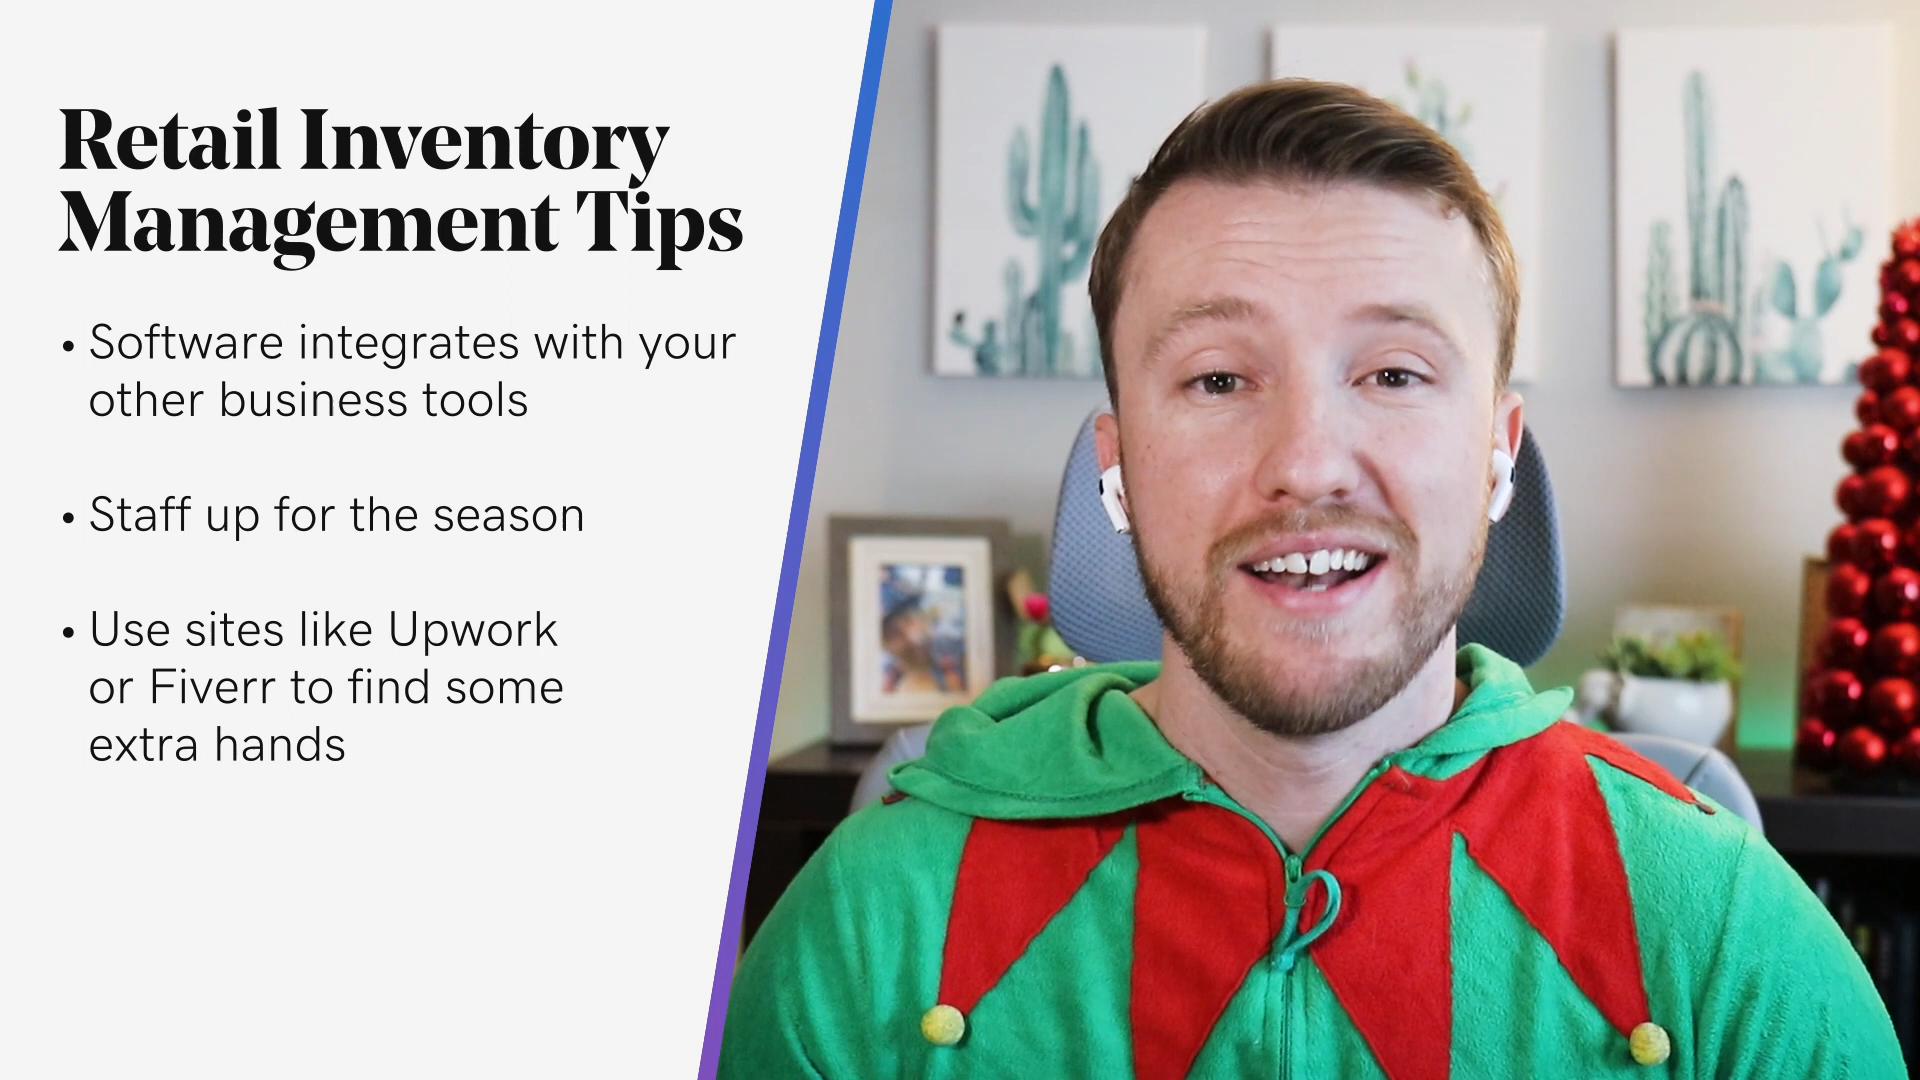 Retail Inventory
Management Tips
• Software integrates with your
other business tools
• Staff up for the season
• Use sites like Upwork
or Fiverr to find some
extra hands